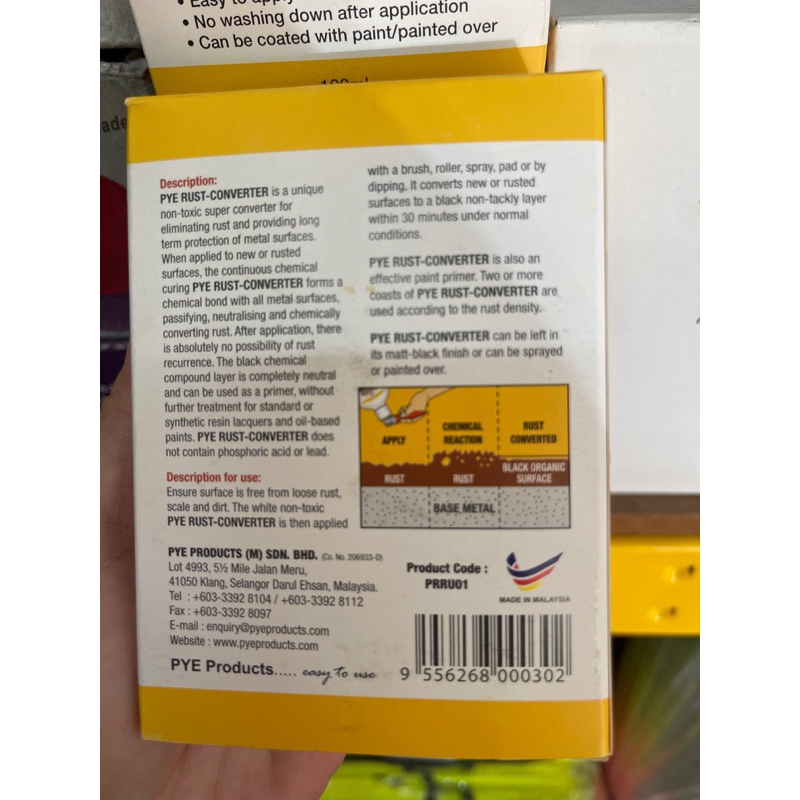 • Easy to apply
• No washing down after application
• Can be coated with paint/painted over
Description:
PYE RUST-CONVERTER is a unique
non-toxic super converter for
eliminating rust and providing long
term protection of metal surfaces.
When applied to new or rusted
surfaces, the continuous chemical
curing PYE RUST-CONVERTER forms a
chemical bond with all metal surfaces,
passifying, neutralising and chemically
converting rust. After application, there
is absolutely no possibility of rust
recurrence. The black chemical
compound layer is completely neutral
and can be used as a primer, without
further treatment for standard or
synthetic resin lacquers and oil-based
paints. PYE RUST-CONVERTER does
not contain phosphoric acid or lead.
Description for use:
Ensure surface is free from loose rust,
scale and dirt. The white non-toxic
PYE RUST-CONVERTER is then applied
with a brush, roller, spray, pad or by
dipping. It converts new or rusted
surfaces to a black non-tackly layer
within 30 minutes under normal
conditions.
PYE RUST-CONVERTER is also an
effective paint primer. Two or more
coasts of PYE RUST-CONVERTER are
used according to the rust density.
PYE RUST-CONVERTER can be left in
its matt-black finish or can be sprayed
or painted over.
APPLY
CHEMICAL
REACTION
RUST
CONVERTED
RUST
RUST
BLACK ORGANIC
SURFACE
BASE METAL
PYE PRODUCTS (M) SDN. BHD. (Co. No. 206933-D)
Lot 4993, 5½ Mile Jalan Meru,
41050 Klang, Selangor Darul Ehsan, Malaysia.
Tel : +603-3392 8104 / +603-3392 8112
Fax : +603-3392 8097
E-mail : enquiry@pyeproducts.com
Website : www.pyeproducts.com
PYE Products..... easy to use
Product Code :
PRRU01
MADE IN MALAYSIA
9 556268 000302